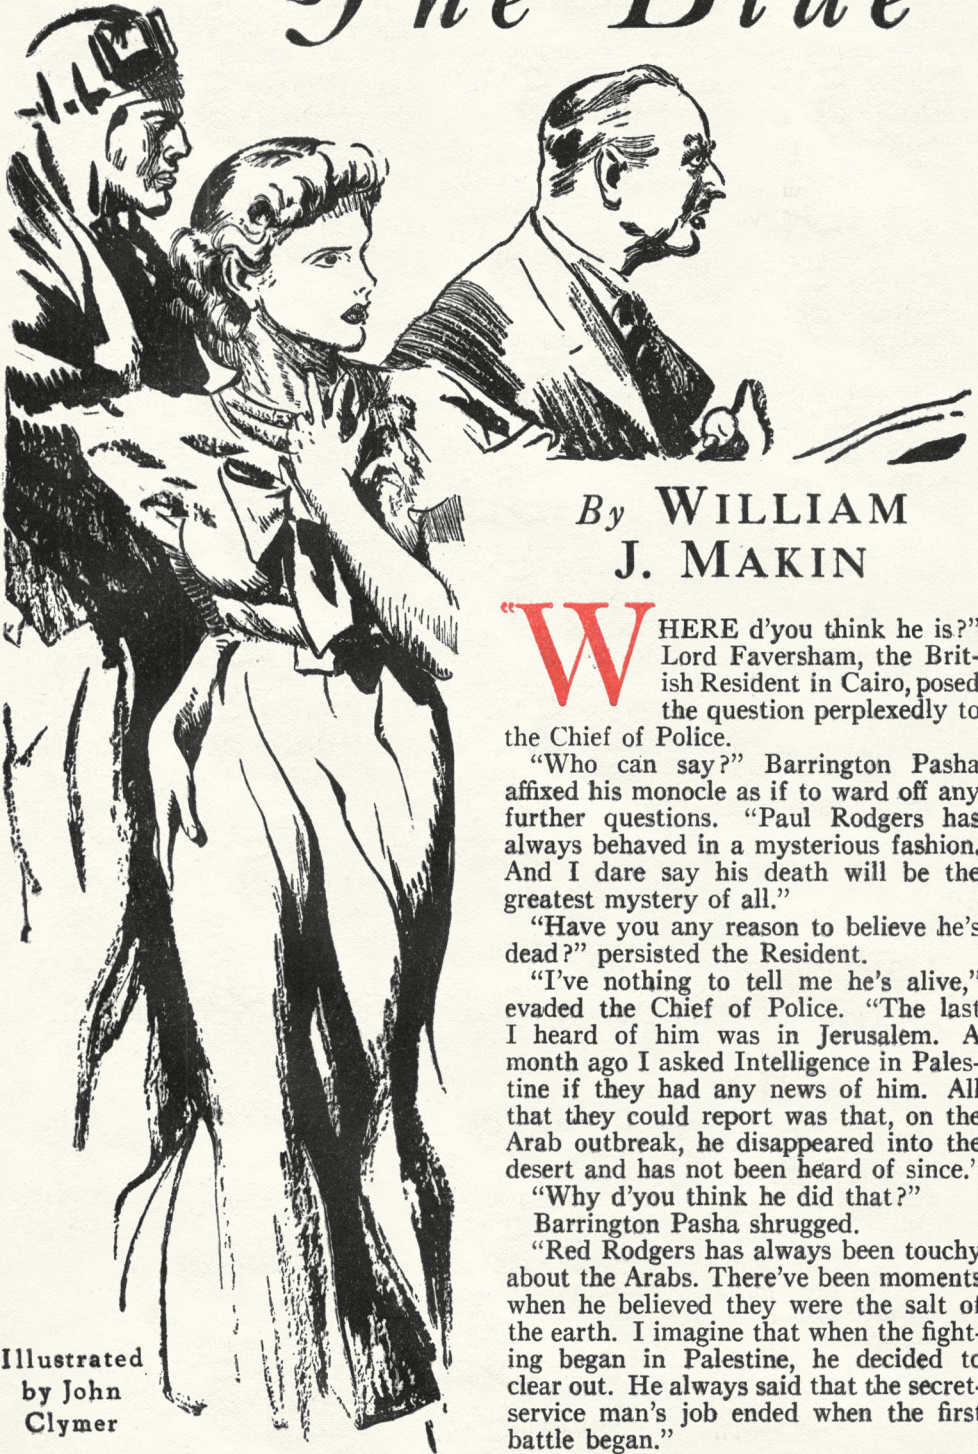 The Blue
By WILLIAM
J. MAKIN
"WHERE d'you think he is?"
Lord Faversham, the Brit-
ish Resident in Cairo, posed
the question perplexedly to
the Chief of Police.
"Who can say?" Barrington Pasha
affixed his monocle as if to ward off any
further questions. "Paul Rodgers has
always behaved in a mysterious fashion.
And I dare say his death will be the
greatest mystery of all."
"Have you any reason to believe he's
dead?" persisted the Resident.
"I've nothing to tell me he's alive,"
evaded the Chief of Police. "The last
I heard of him was in Jerusalem. A
month ago I asked Intelligence in Pales-
tine if they had any news of him. All
that they could report was that, on the
Arab outbreak, he disappeared into the
desert and has not been heard of since."
"Why d'you think he did that?"
Barrington Pasha shrugged.
"Red Rodgers has always been touchy
about the Arabs. There've been moments
when he believed they were the salt of
the earth. I imagine that when the fight-
ing began in Palestine, he decided to
clear out. He always said that the secret-
service man's job ended when the first
battle began."
Illustrated
by John
Clymer